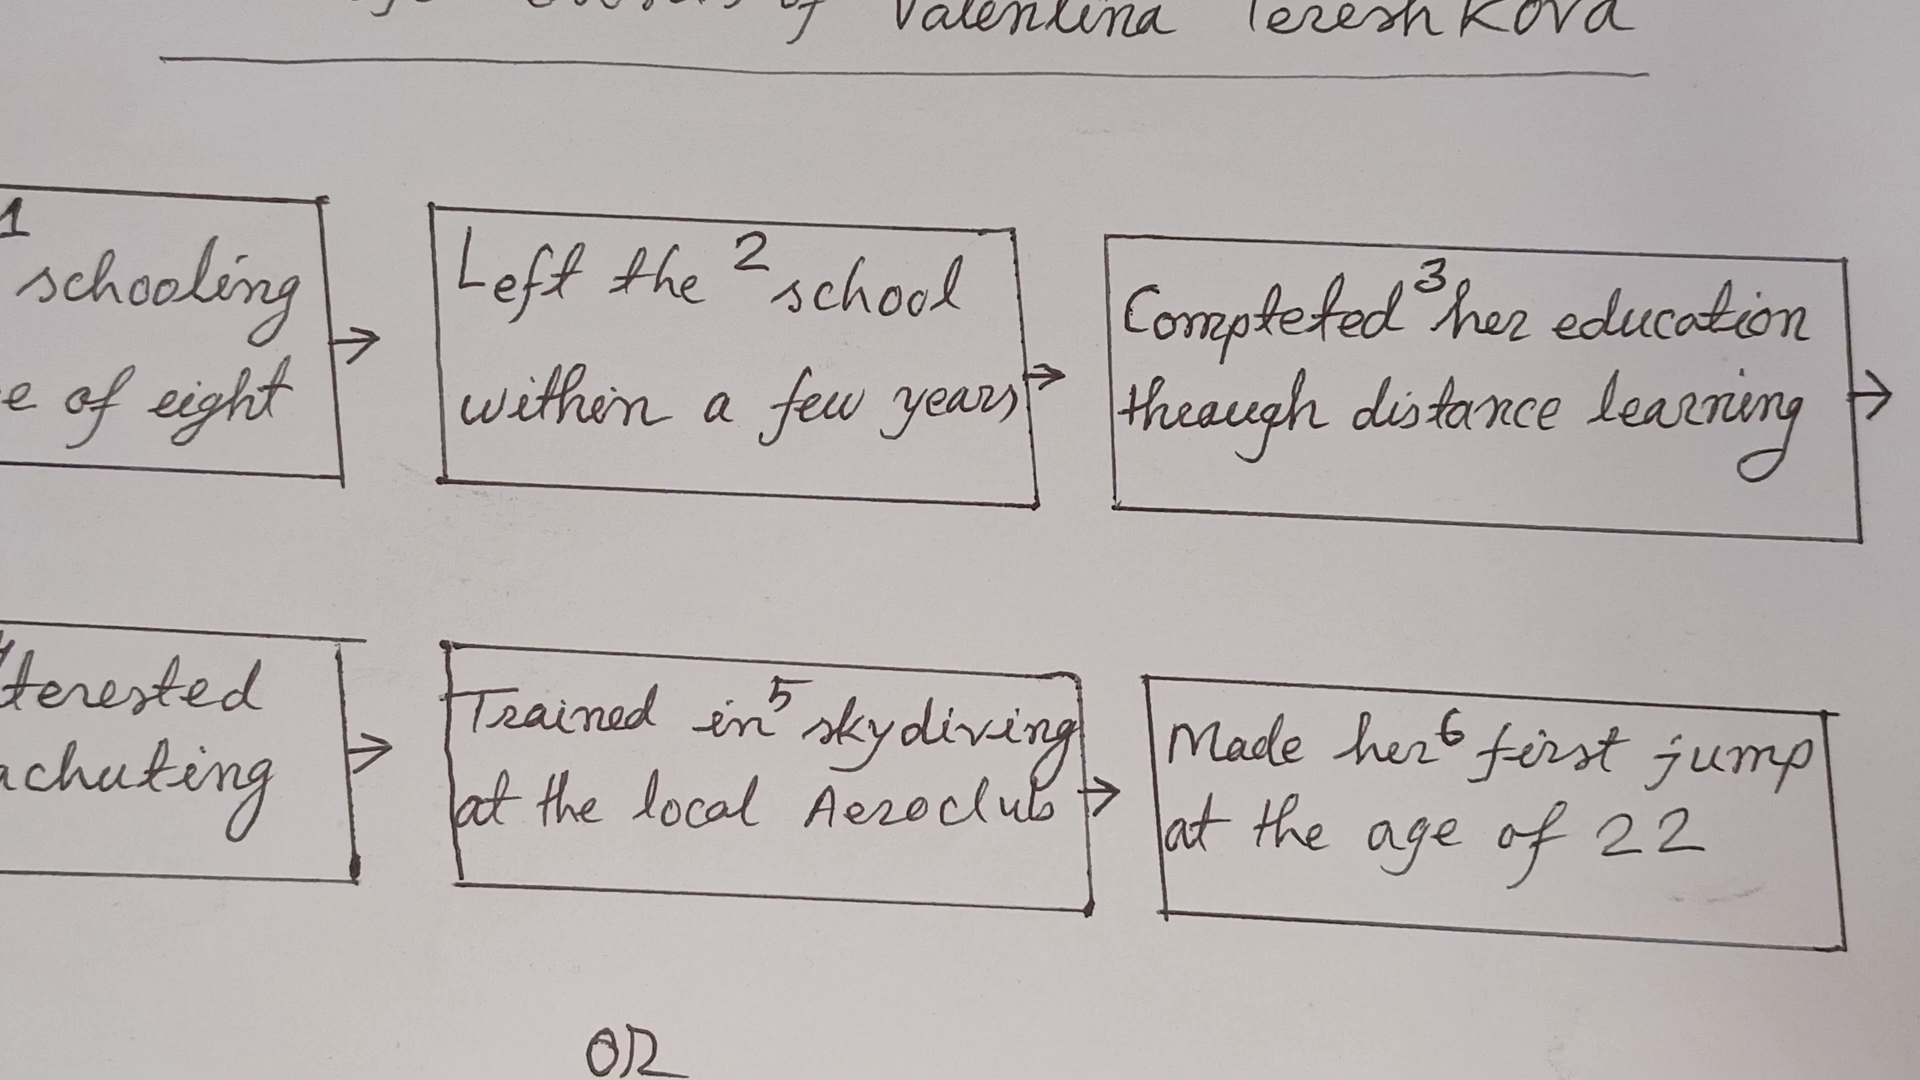 of Valentina Tereshkova
1
schooling
of eight
2
Left the school
within a few years
3
Completed her education
through distance learning
terested
achuting
5
Trained in skydiving
at the local Aeroclub
6
Made her first jump
at the age of 22
OR